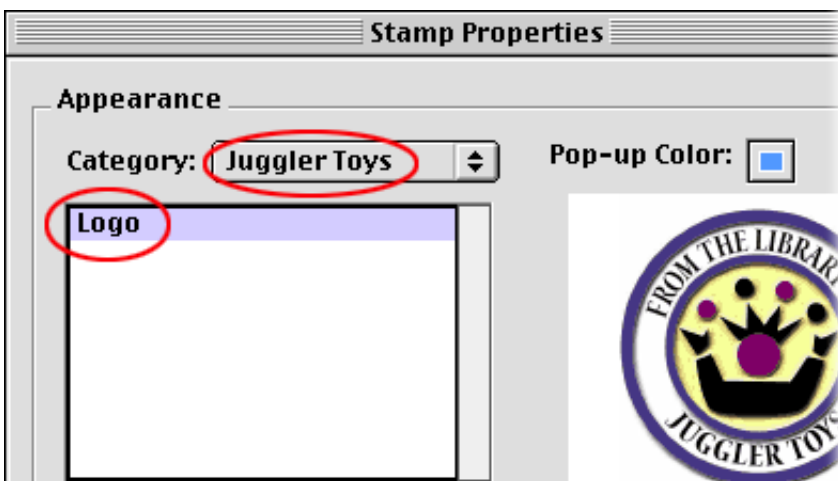 Stamp Properties
Appearance
Category: Juggler Toys
Pop-up Color:
Logo
FROM THE LIBRARY
JUGGLER TOYS